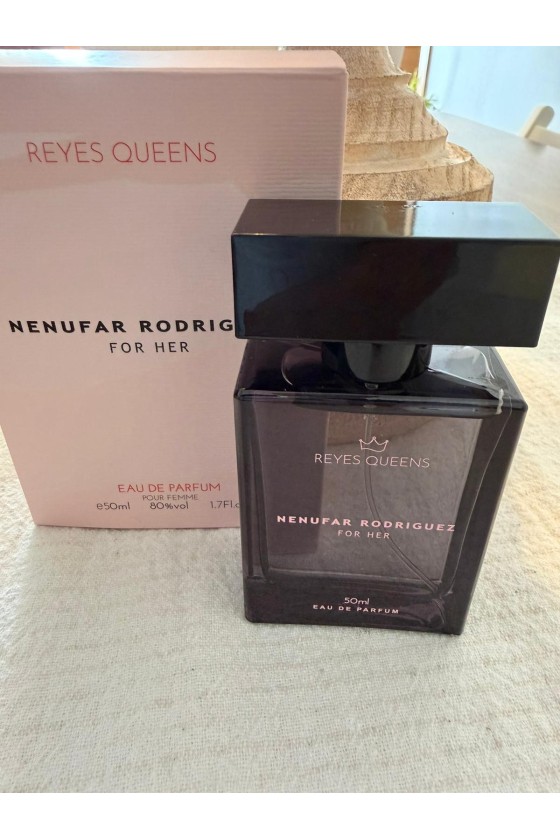 REYES QUEENS
NENUFAR RODRIG
FOR HER
EAU DE PARFUM
POUR FEMME
℮50ml 80%vol 1.7Fl.
REYES QUEENS
NENUFAR RODRIGUEZ
FOR HER
50ml
EAU DE PARFUM